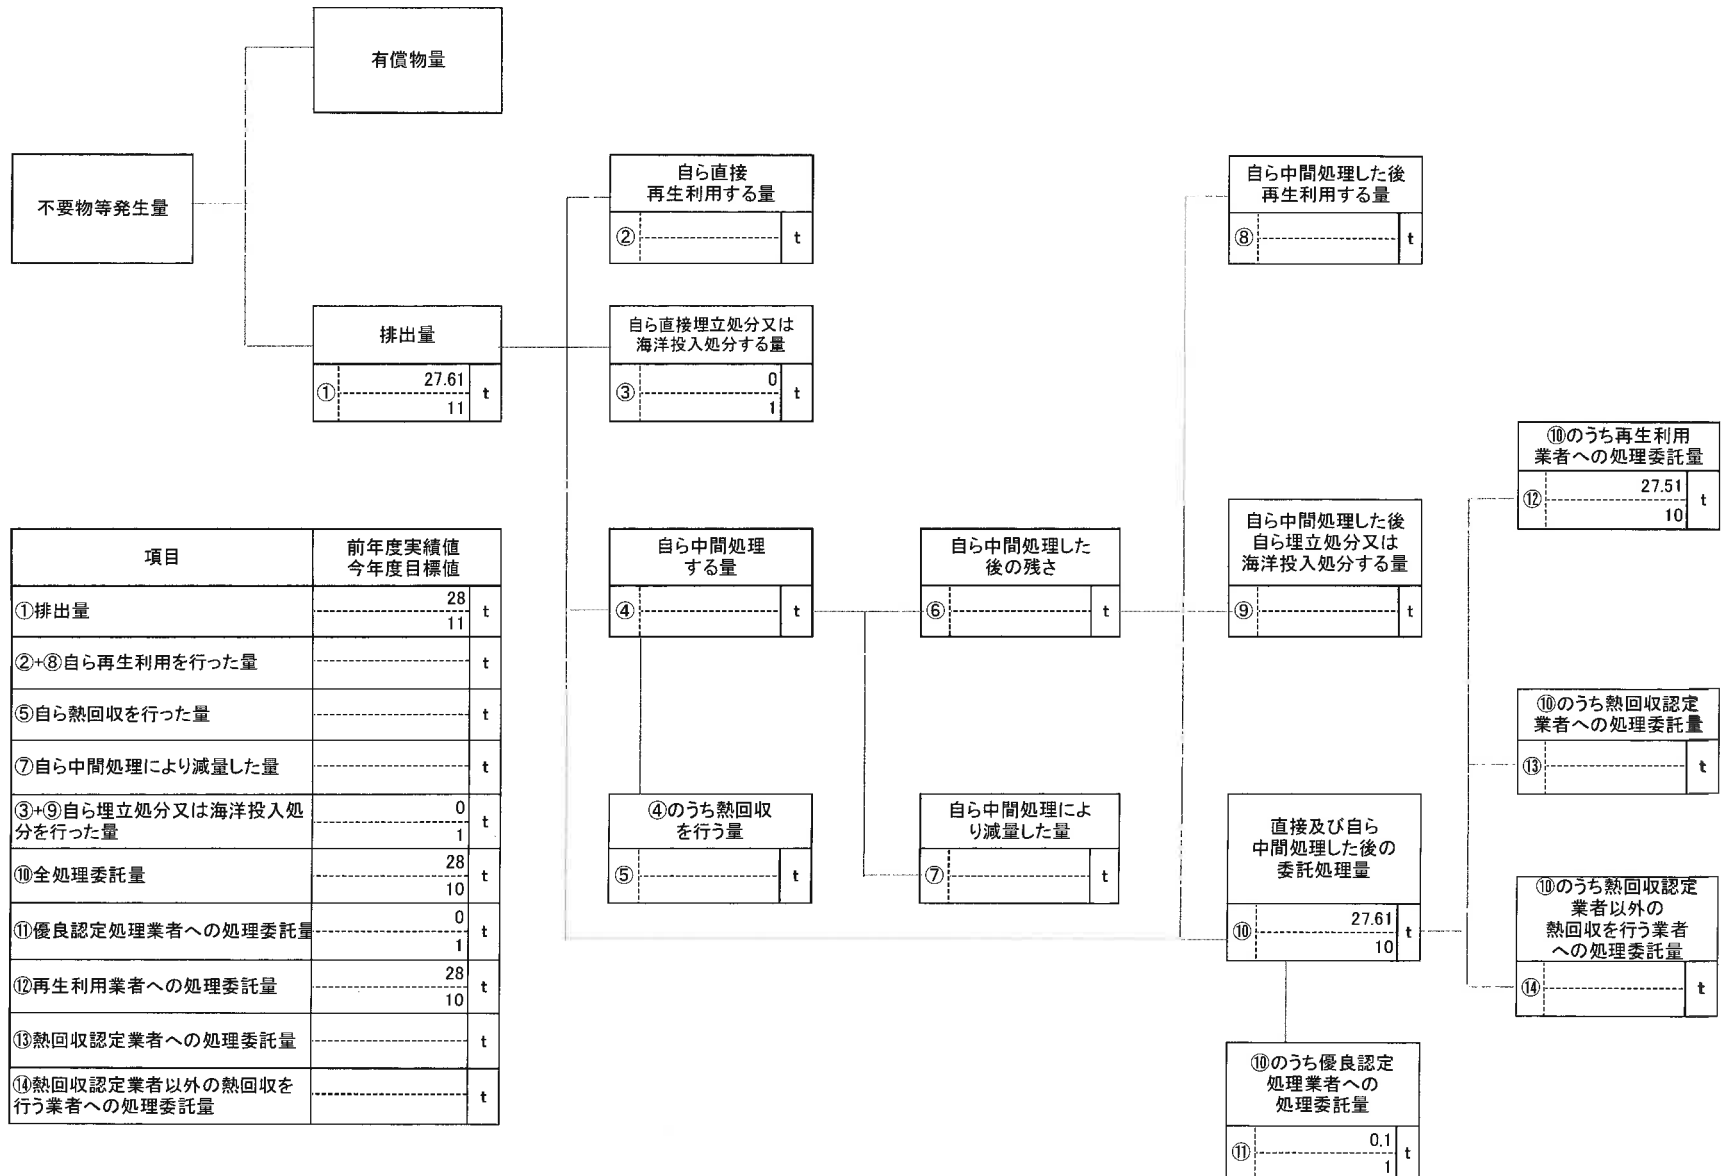 有償物量
不要物等発生量
自ら直接
再生利用する量
② t
自ら中間処理した後
再生利用する量
⑧ t
排出量
① 27.61 t
11
自ら直接埋立処分又は
海洋投入処分する量
③ 0 t
1
⑩のうち再生利用
業者への処理委託量
⑫ 27.51 t
10
自ら中間処理
する量
④ t
自ら中間処理した
後の残さ
⑥ t
自ら中間処理した後
自ら埋立処分又は
海洋投入処分する量
⑨ t
⑩のうち熱回収認定
業者への処理委託量
⑬ t
④のうち熱回収
を行う量
⑤ t
自ら中間処理によ
り減量した量
⑦ t
直接及び自ら
中間処理した後の
委託処理量
⑩ 27.61 t
10
⑩のうち熱回収認定
業者以外の
熱回収を行う業者
への処理委託量
⑭ t
⑩のうち優良認定
処理業者への
処理委託量
⑪ 0.1 t
1
項目 前年度実績値
今年度目標値
①排出量 28 t
11
②+⑧自ら再生利用を行った量 t
⑤自ら熱回収を行った量 t
⑦自ら中間処理により減量した量 t
③+⑨自ら埋立処分又は海洋投入処 0 t
分を行った量 1
⑩全処理委託量 28 t
10
⑪優良認定処理業者への処理委託量 0 t
1
⑫再生利用業者への処理委託量 28 t
10
⑬熱回収認定業者への処理委託量 t
⑭熱回収認定業者以外の熱回収を t
行う業者への処理委託量